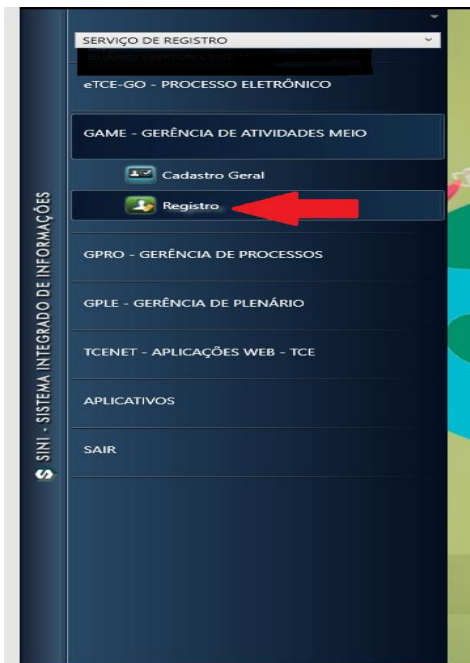 SERVIÇO DE REGISTRO
eTCE-GO - PROCESSO ELETRÔNICO
GAME - GERÊNCIA DE ATIVIDADES MEIO
Cadastro Geral
Registro
GPRO - GERÊNCIA DE PROCESSOS
GPLE - GERÊNCIA DE PLENÁRIO
TCENET - APLICAÇÕES WEB - TCE
APLICATIVOS
SAIR
SINI - SISTEMA INTEGRADO DE INFORMAÇÕES